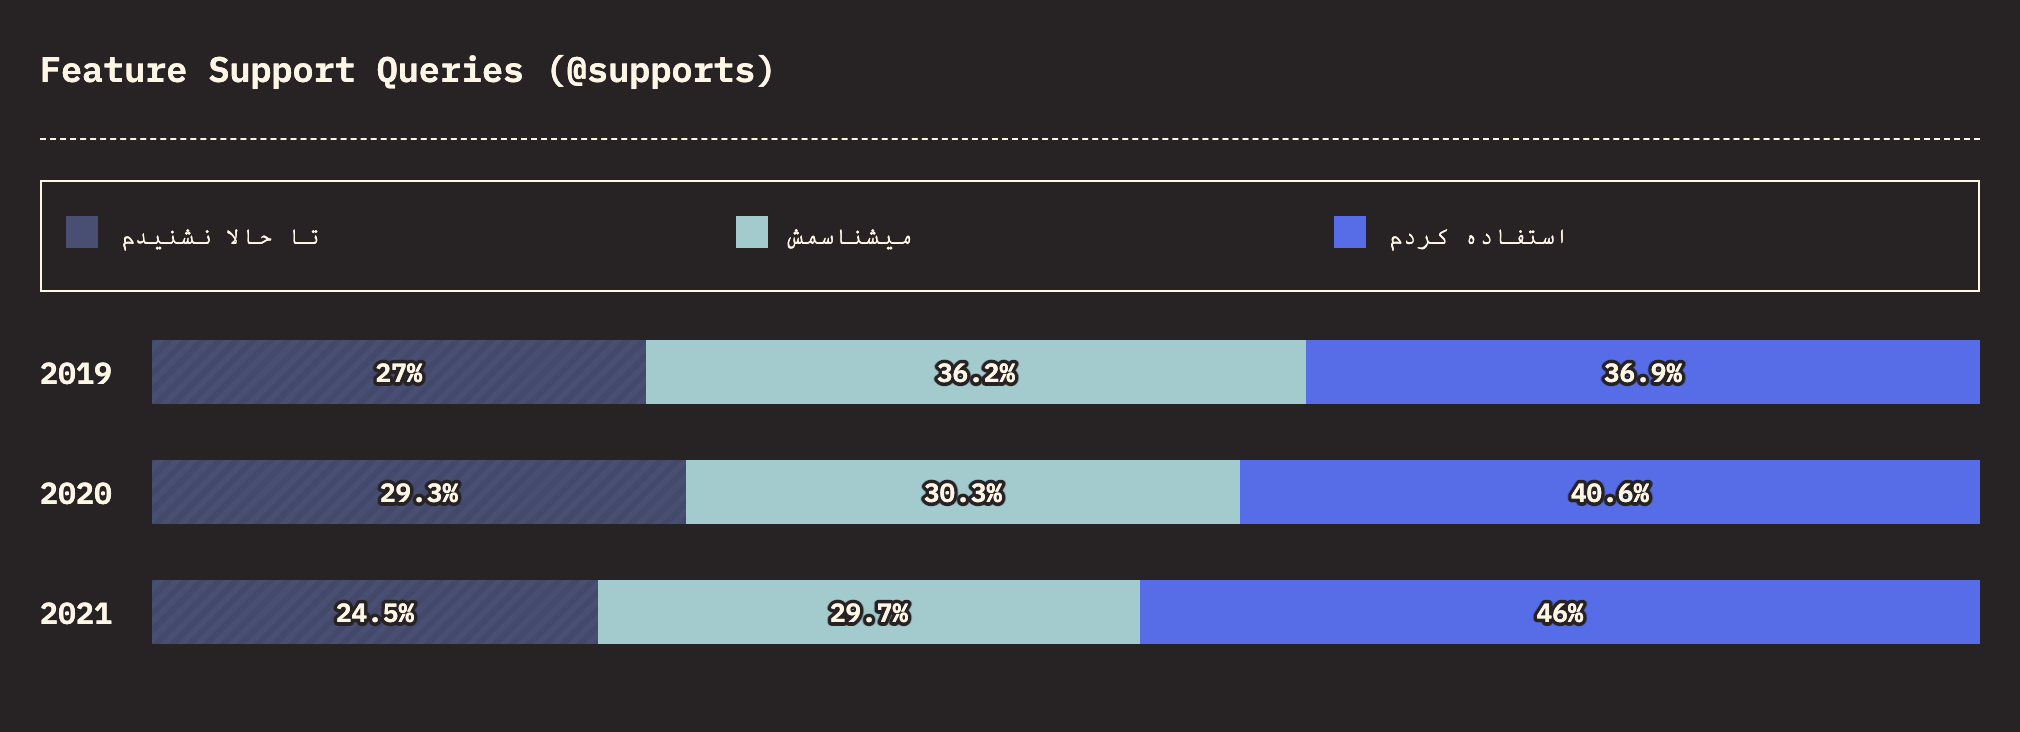 Feature Support Queries (@supports)
تا حالا نشنیدم
میشناسمش
استفاده کردم
2019 27% 36.2% 36.9%
2020 29.3% 30.3% 40.6%
2021 24.5% 29.7% 46%